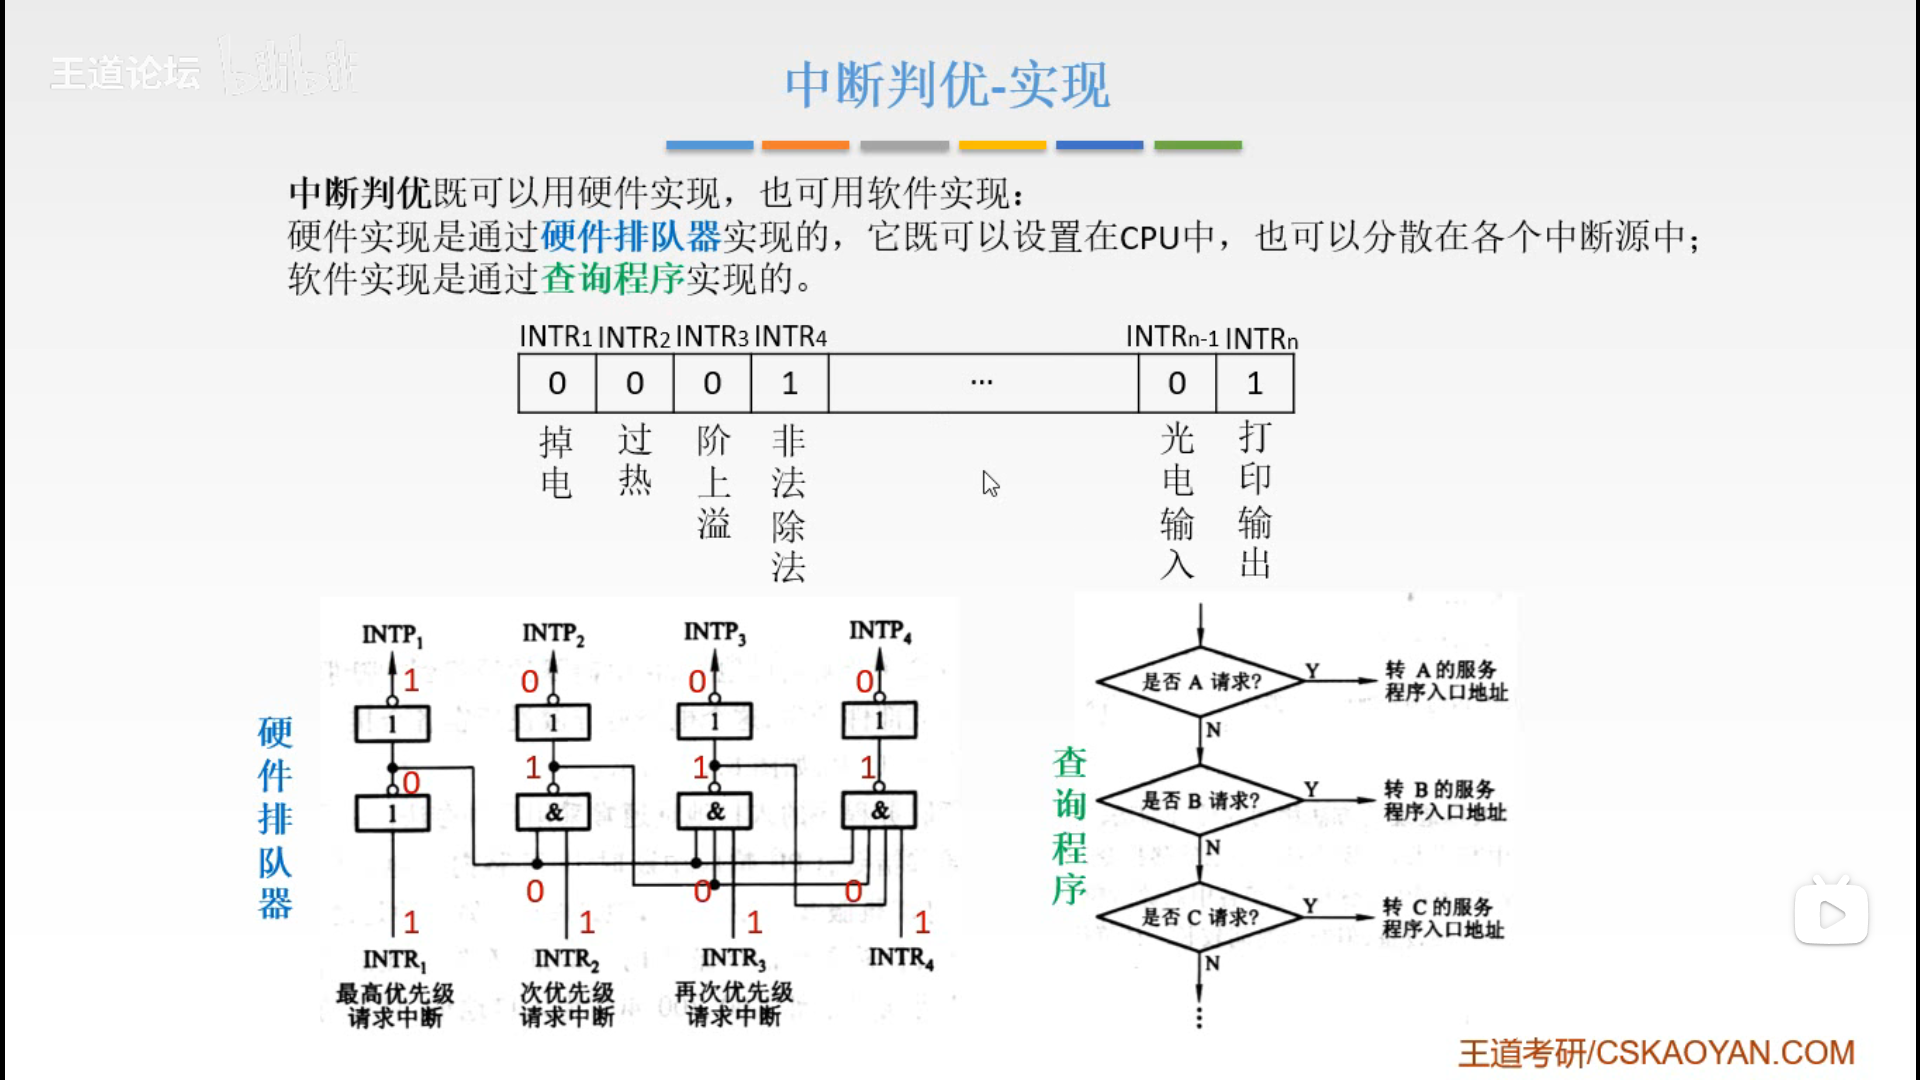 王道论坛 bilibili
中断判优-实现
中断判优既可以用硬件实现，也可用软件实现：
硬件实现是通过硬件排队器实现的，它既可以设置在CPU中，也可以分散在各个中断源中；
软件实现是通过查询程序实现的。
INTR1 INTR2 INTR3 INTR4 INTRn-1 INTRn
0 0 0 1 ... 0 1
掉电 过热 阶上溢 非法除法 光电输入 打印输出
硬件排队器
INTP1 INTP2 INTP3 INTP4
1 0 0 0
1 1 1 1
0 1 1 1
1 & & &
0 0 0
1 1 1 1
INTR1 INTR2 INTR3 INTR4
最高优先级 次优先级 再次优先级
请求中断 请求中断 请求中断
查询程序
是否 A 请求? Y 转 A 的服务
程序入口地址
N
是否 B 请求? Y 转 B 的服务
程序入口地址
N
是否 C 请求? Y 转 C 的服务
程序入口地址
N
⋮
王道考研/CSKAOYAN.COM